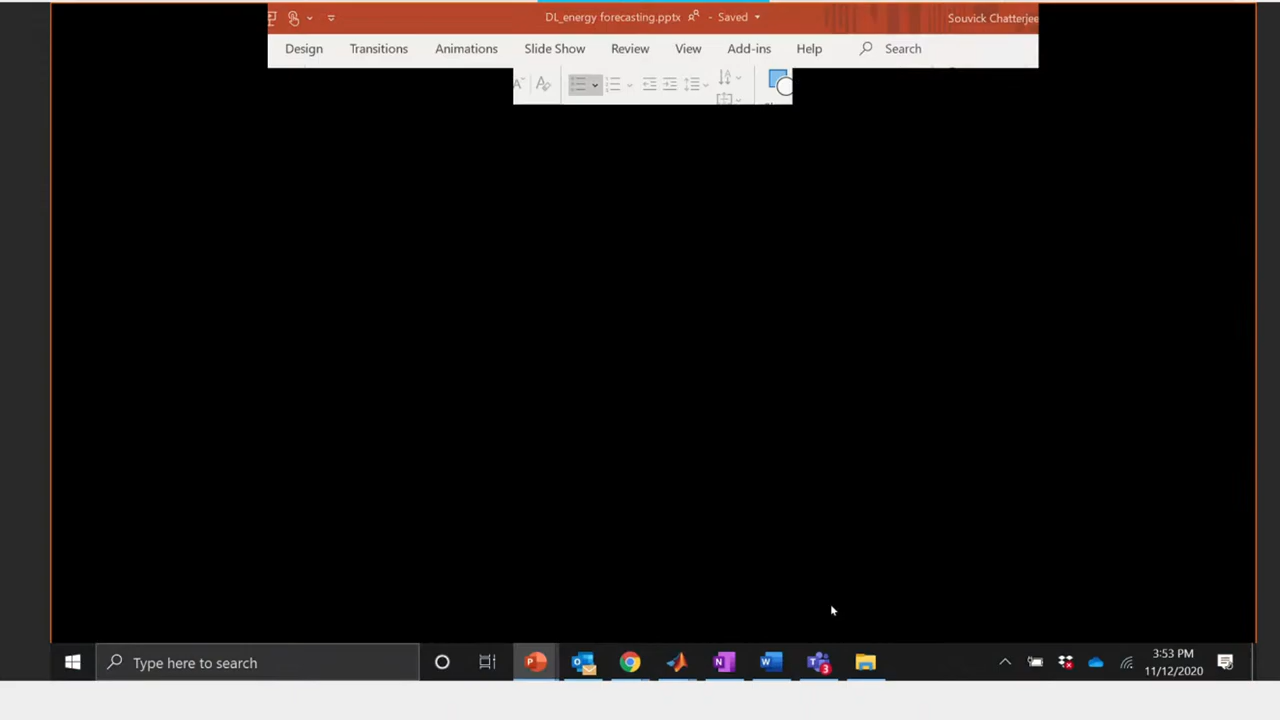 DL_energy forecasting.pptx - Saved
Souvick Chatterjee
Design Transitions Animations Slide Show Review View Add-ins Help Search
Type here to search
3
3:53 PM
11/12/2020